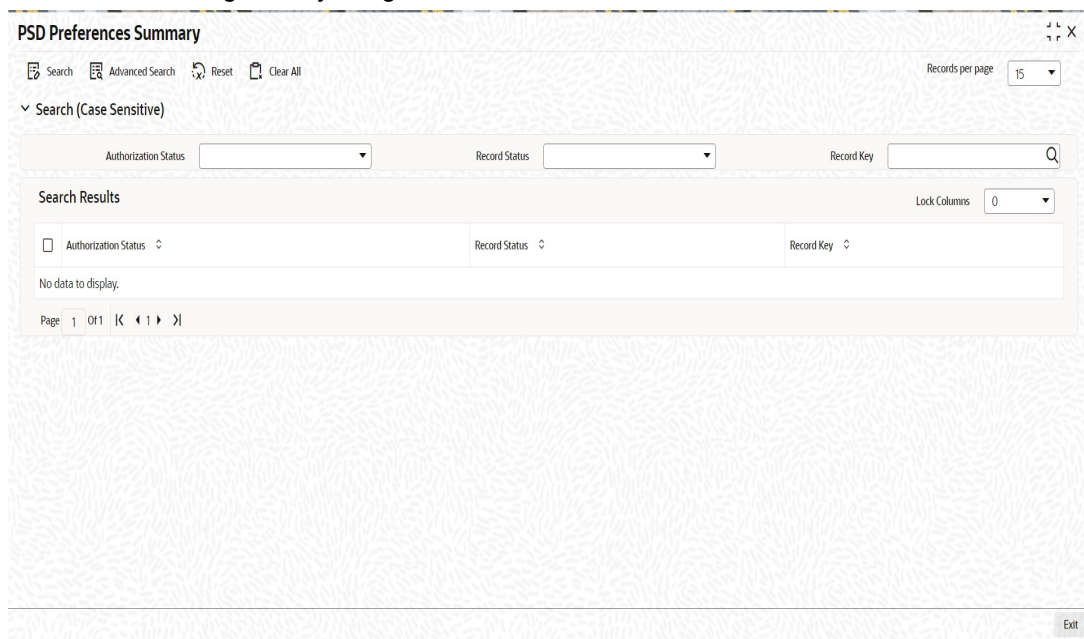 PSD Preferences Summary
Search Advanced Search Reset Clear All Records per page 15
Search (Case Sensitive)
Authorization Status Record Status Record Key
Search Results Lock Columns 0
Authorization Status Record Status Record Key
No data to display.
Page 1 Of 1 1
Exit